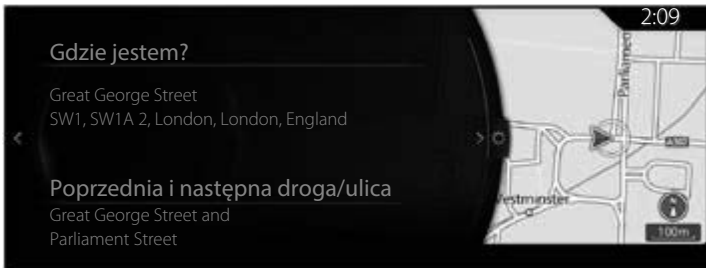 2:09
Gdzie jestem?
Great George Street
SW1, SW1A 2, London, London, England
Poprzednia i następna droga/ulica
Great George Street and
Parliament Street
Parliamen
Westminster
N
100m